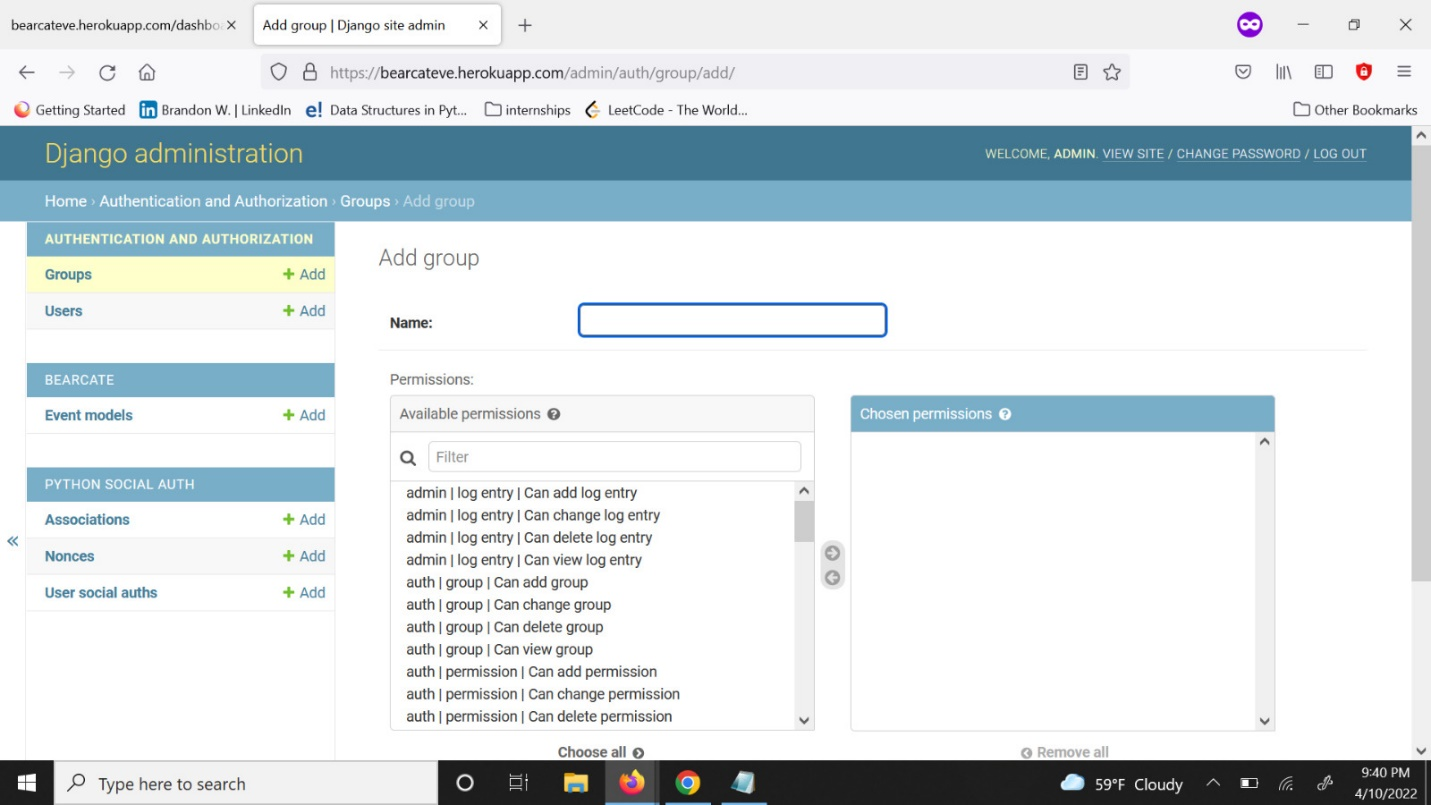 bearcateve.herokuapp.com/dashboa
Add group | Django site admin
https://bearcateve.herokuapp.com/admin/auth/group/add/
Getting Started
in Brandon W. | LinkedIn
e! Data Structures in Pyt...
internships
LeetCode - The World...
Other Bookmarks
Django administration
WELCOME, ADMIN. VIEW SITE / CHANGE PASSWORD / LOG OUT
Home › Authentication and Authorization › Groups › Add group
AUTHENTICATION AND AUTHORIZATION
Groups + Add
Users + Add
BEARCATE
Event models + Add
PYTHON SOCIAL AUTH
Associations + Add
Nonces + Add
User social auths + Add
«
Add group
Name:
Permissions:
Available permissions ?
Filter
admin | log entry | Can add log entry
admin | log entry | Can change log entry
admin | log entry | Can delete log entry
admin | log entry | Can view log entry
auth | group | Can add group
auth | group | Can change group
auth | group | Can delete group
auth | group | Can view group
auth | permission | Can add permission
auth | permission | Can change permission
auth | permission | Can delete permission
Choose all
Chosen permissions ?
Remove all
Type here to search
59°F Cloudy
9:40 PM
4/10/2022